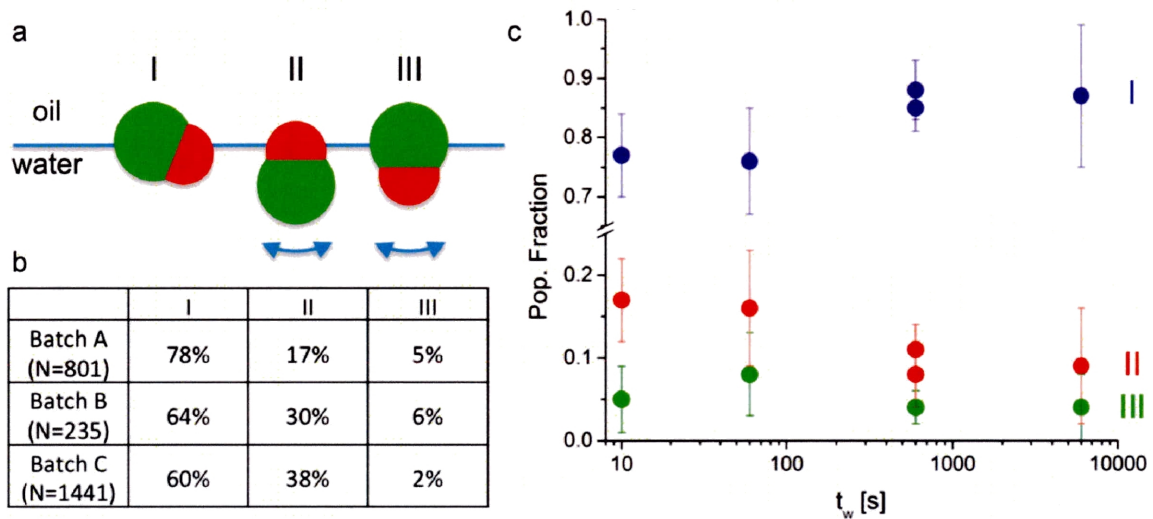 a
I II III
oil
water
b
I II III
Batch A
(N=801) 78% 17% 5%
Batch B
(N=235) 64% 30% 6%
Batch C
(N=1441) 60% 38% 2%
c
1.0
0.9
0.8
0.7
0.2
0.1
0.0
Pop. Fraction
I
II
III
10 100 1000 10000
t_w [s]